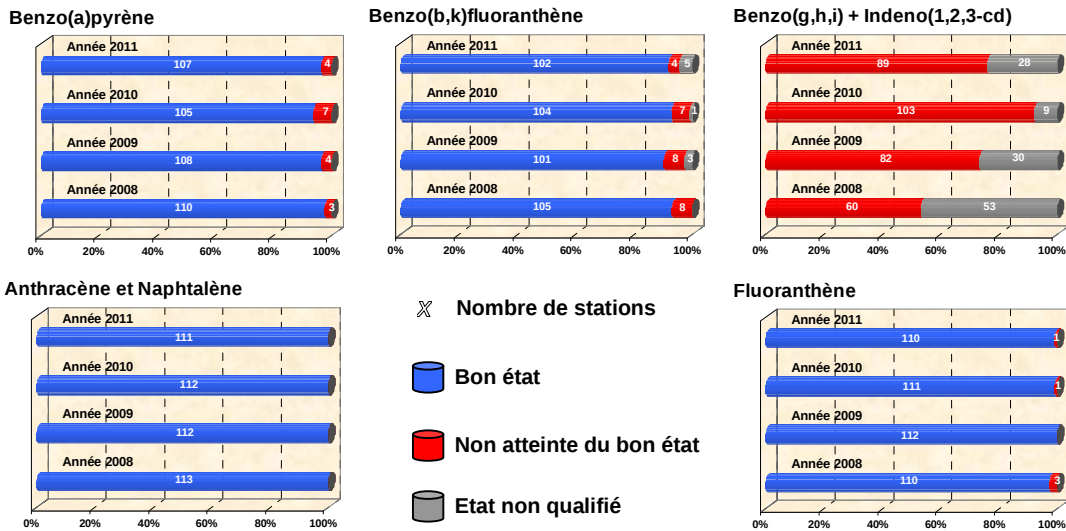 Benzo(a)pyrène
Année 2011
107 4
Année 2010
105 7
Année 2009
108 4
Année 2008
110 3
0% 20% 40% 60% 80% 100%
Benzo(b,k)fluoranthène
Année 2011
102 4 5
Année 2010
104 7 1
Année 2009
101 8 3
Année 2008
105 8
0% 20% 40% 60% 80% 100%
Benzo(g,h,i) + Indeno(1,2,3-cd)
Année 2011
89 28
Année 2010
103 9
Année 2009
82 30
Année 2008
60 53
0% 20% 40% 60% 80% 100%
Anthracène et Naphtalène
Année 2011
111
Année 2010
112
Année 2009
112
Année 2008
113
0% 20% 40% 60% 80% 100%
X Nombre de stations
Bon état
Non atteinte du bon état
Etat non qualifié
Fluoranthène
Année 2011
110 1
Année 2010
111 1
Année 2009
112
Année 2008
110 3
0% 20% 40% 60% 80% 100%